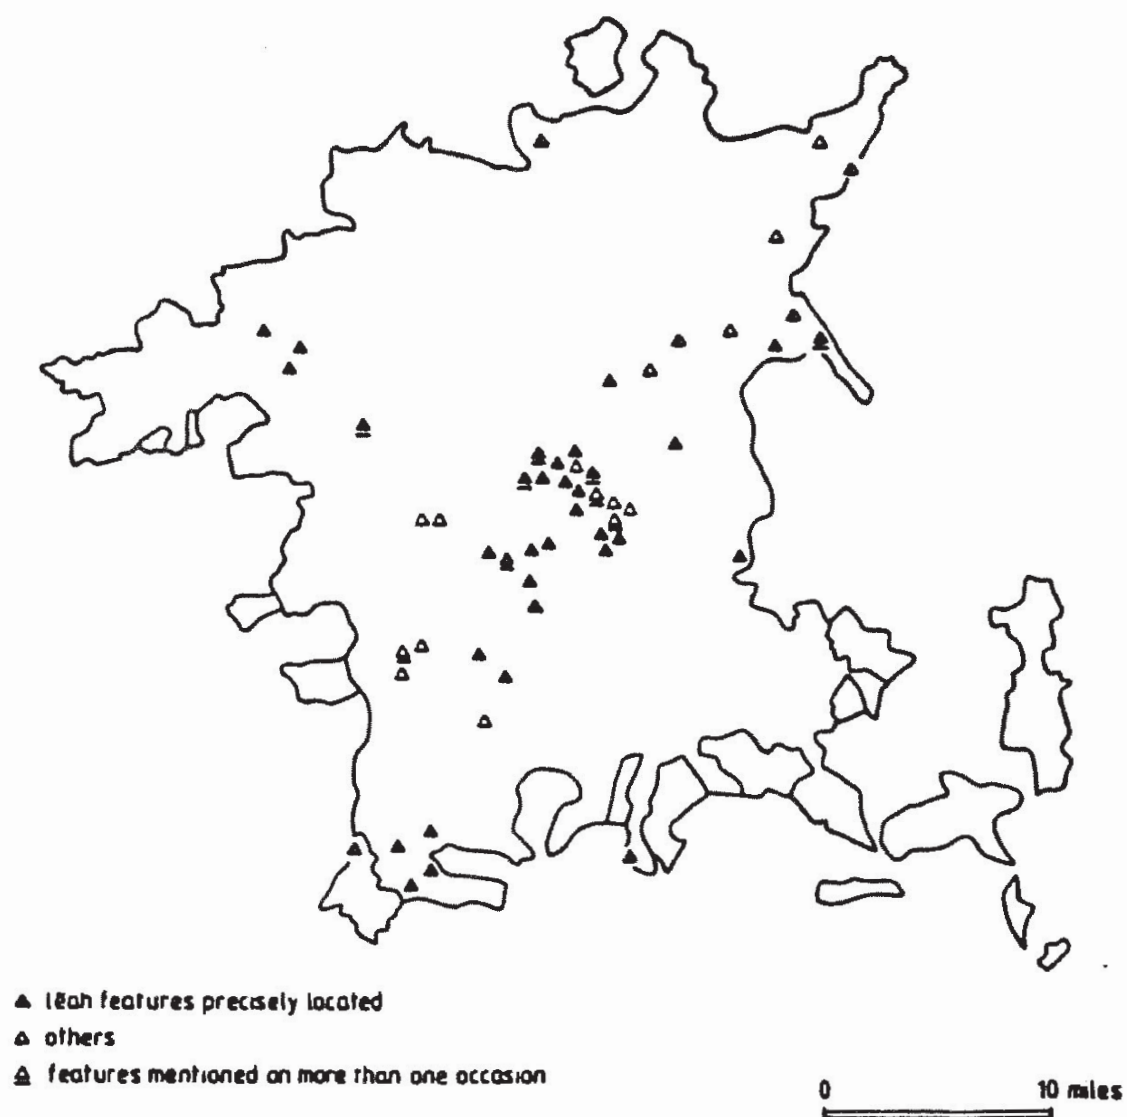 lēah features precisely located
others
features mentioned on more than one occasion
0 10 miles